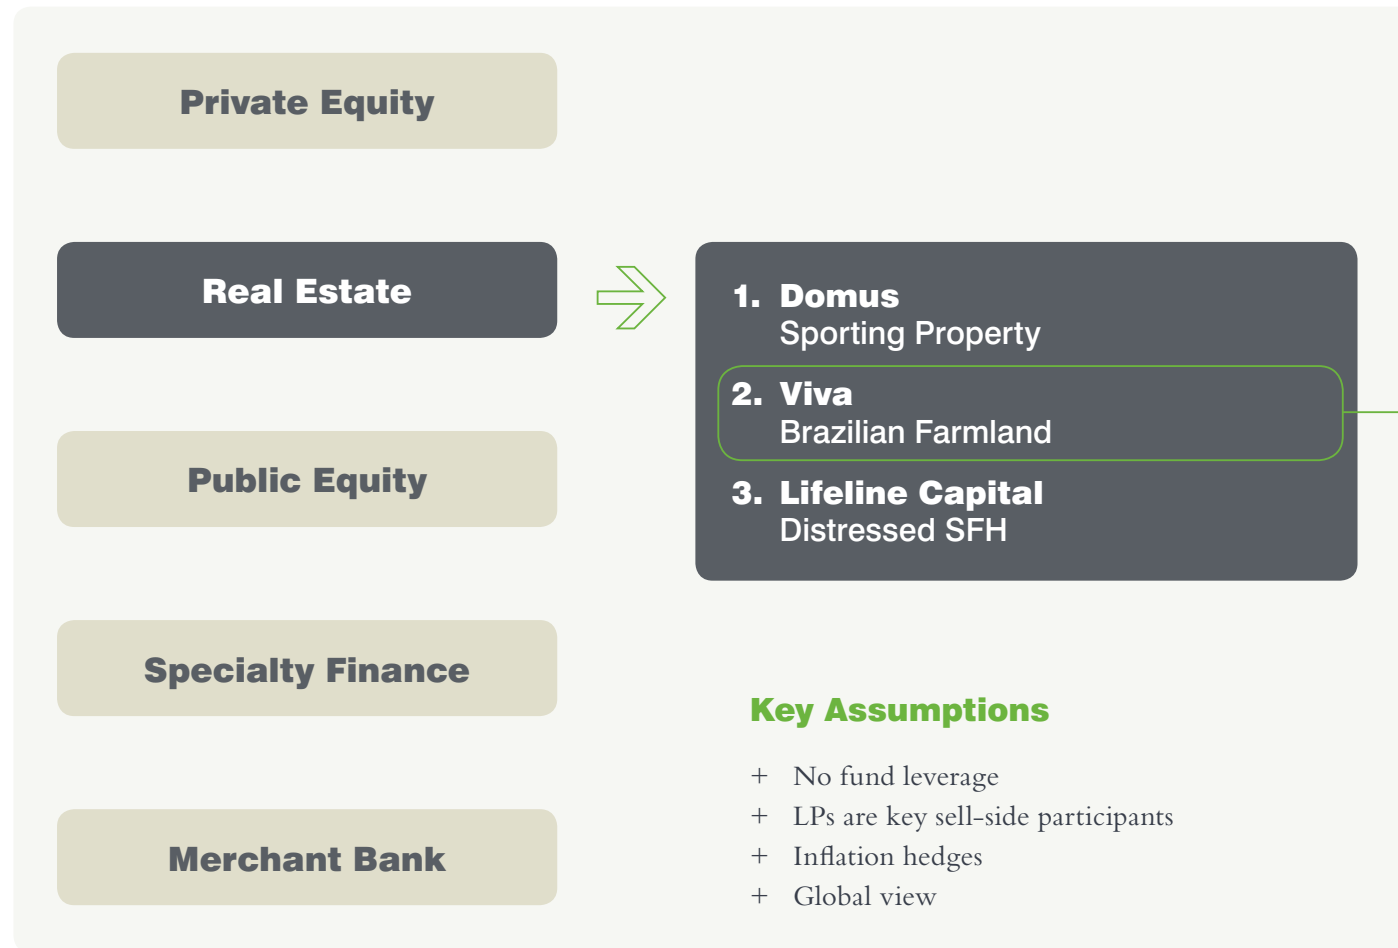 Private Equity
Real Estate
Public Equity
Specialty Finance
Merchant Bank
1. Domus
Sporting Property
2. Viva
Brazilian Farmland
3. Lifeline Capital
Distressed SFH
Key Assumptions
+ No fund leverage
+ LPs are key sell-side participants
+ Inflation hedges
+ Global view